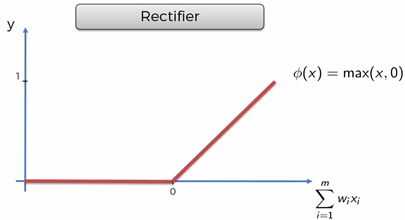 Rectifier
y
1
ϕ(x) = max(x, 0)
0
m
∑ wᵢxᵢ
i=1